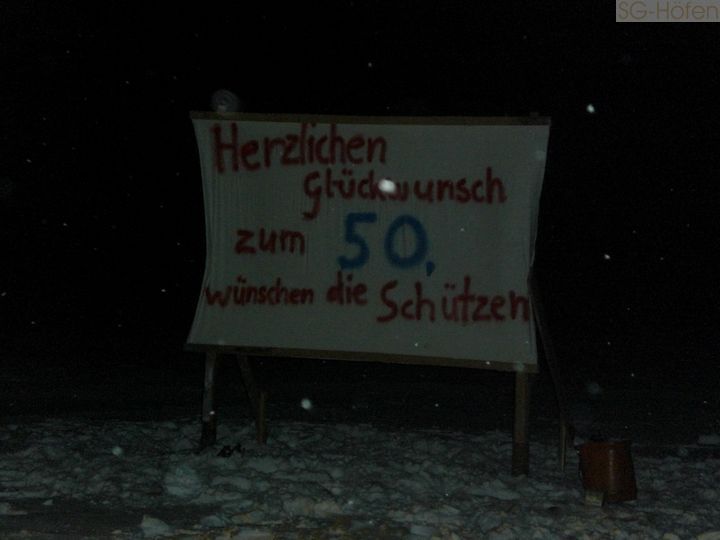 SG-Höfen
Herzlichen
Glückwunsch
zum 50.
wünschen die Schützen